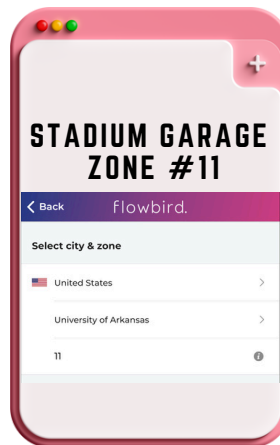 STADIUM GARAGE
ZONE #11
Back flowbird.
Select city & zone
United States
University of Arkansas
11